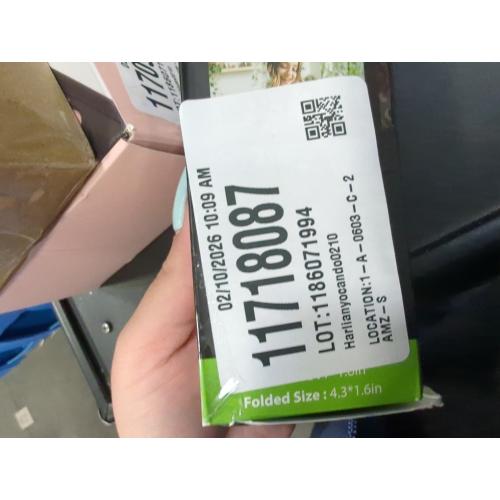 02/10/2026 10:09 AM
11718087
LOT:1186071994
Harlianyocando0210
LOCATION:1-A-0603-C-2
AMZ-S
Folded Size : 4.3*1.6in